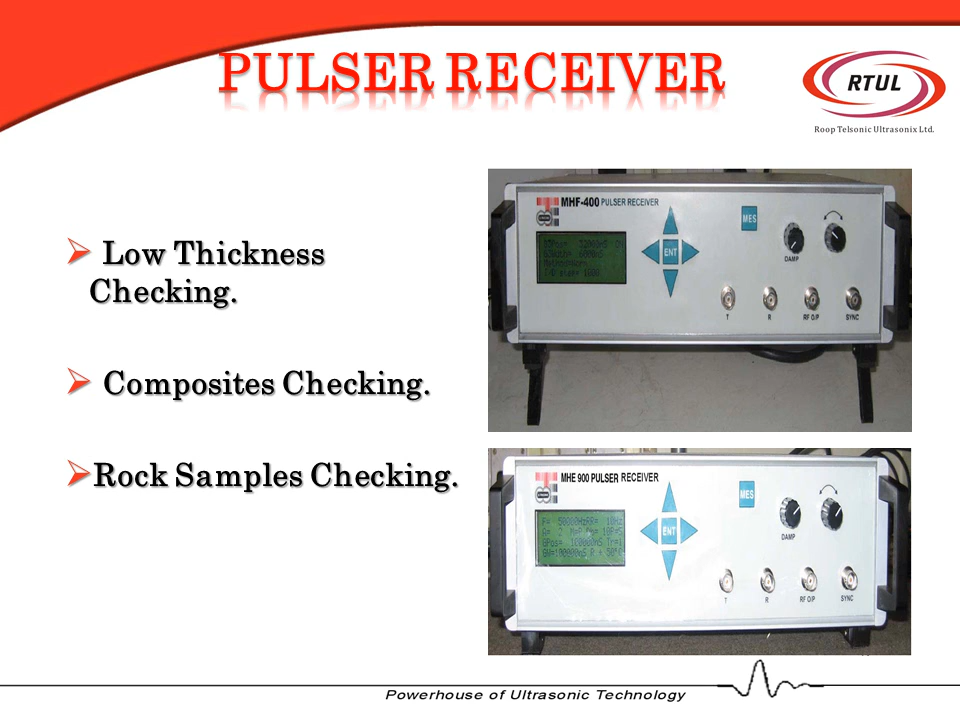 PULSER RECEIVER
RTUL
Roop Telsonic Ultrasonix Ltd.
➢ Low Thickness
Checking.
➢ Composites Checking.
➢Rock Samples Checking.
MHF-400 PULSER RECEIVER
MES
ENT
DAMP
T R RF O/P SYNC
MHE 900 PULSER RECEIVER
MES
ENT
DAMP
T R RF O/P SYNC
Powerhouse of Ultrasonic Technology